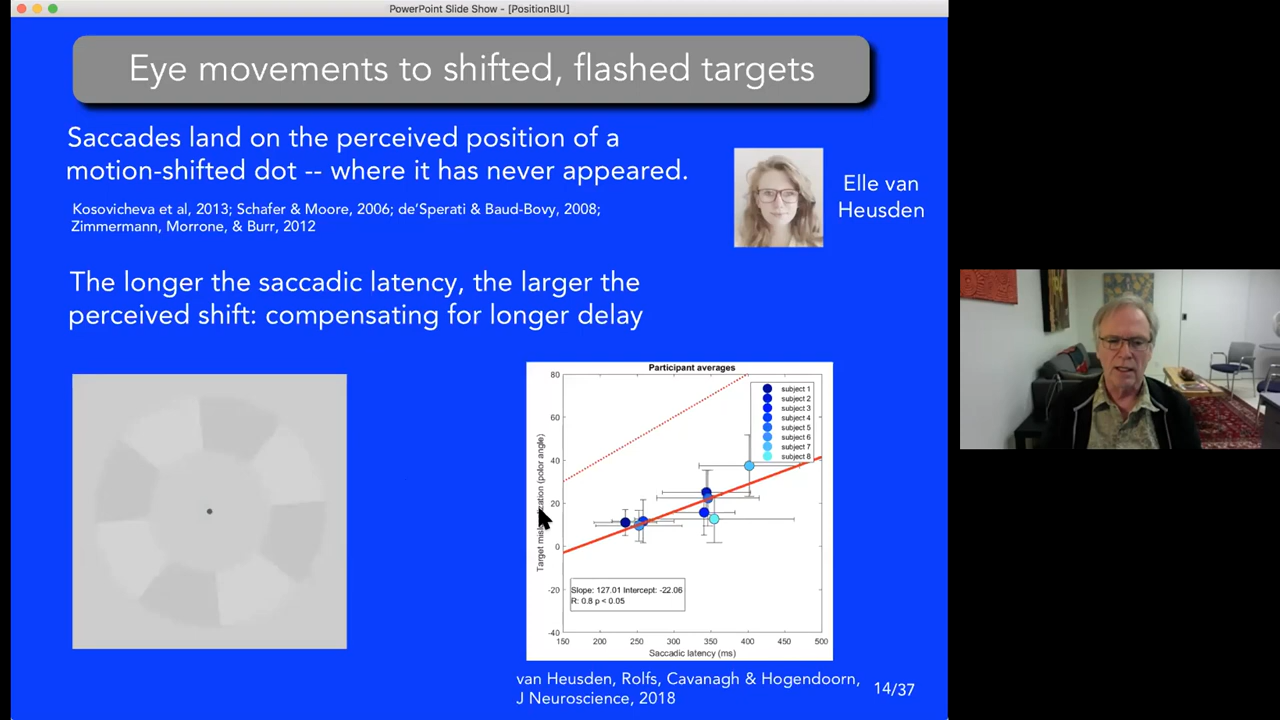 PowerPoint Slide Show - [PositionBIU]
Eye movements to shifted, flashed targets
Saccades land on the perceived position of a
motion-shifted dot -- where it has never appeared.
Kosovicheva et al, 2013; Schafer & Moore, 2006; de'Sperati & Baud-Bovy, 2008;
Zimmermann, Morrone, & Burr, 2012
Elle van
Heusden
The longer the saccadic latency, the larger the
perceived shift: compensating for longer delay
Participant averages
80
60
40
20
0
-20
-40
Target mislocalization (polor angle)
subject 1
subject 2
subject 3
subject 4
subject 5
subject 6
subject 7
subject 8
Slope: 127.01 Intercept: -22.06
R: 0.8 p < 0.05
150 200 250 300 350 400 450 500
Saccadic latency (ms)
van Heusden, Rolfs, Cavanagh & Hogendoorn,
J Neuroscience, 2018
14/37